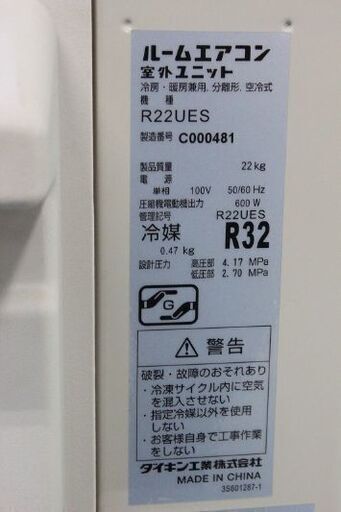 ルームエアコン
室外ユニット
冷房・暖房兼用, 分離形, 空冷式
機 種
R22UES
製造番号 C000481
製品質量 22 kg
電 源
単相 100V 50/60 Hz
圧縮機電動機出力 600 W
管理記号 R22UES
冷媒 R32
0.47 kg
設計圧力 高圧部 4.17 MPa
低圧部 2.70 MPa
G
警告
破裂・故障のおそれあり
・冷凍サイクル内に空気
を混入させない
・指定冷媒以外を使用
しない
・お客様自身で工事作業
をしない
ダイキン工業株式会社
MADE IN CHINA
3S601287-1